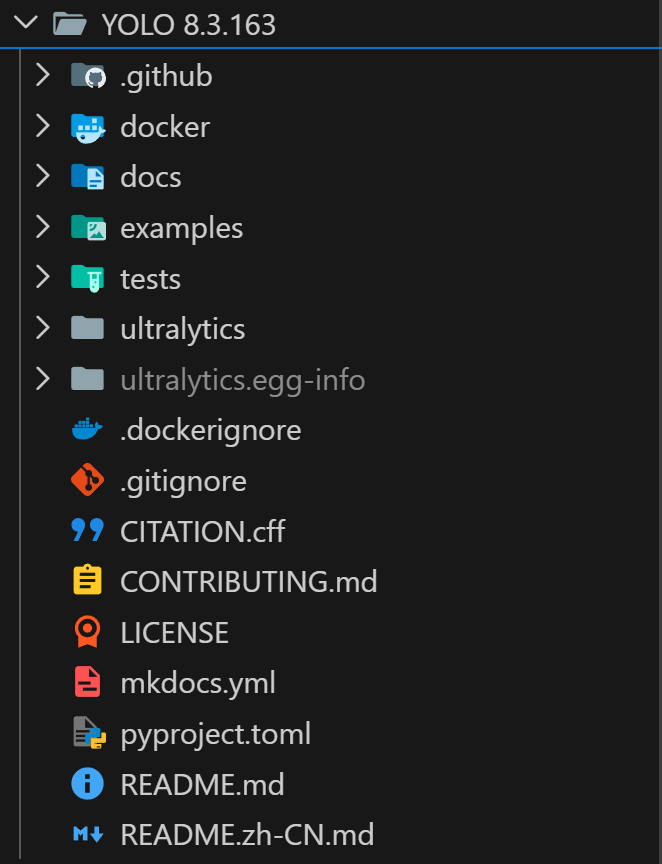 YOLO 8.3.163
.github
docker
docs
examples
tests
ultralytics
ultralytics.egg-info
.dockerignore
.gitignore
CITATION.cff
CONTRIBUTING.md
LICENSE
mkdocs.yml
pyproject.toml
README.md
README.zh-CN.md